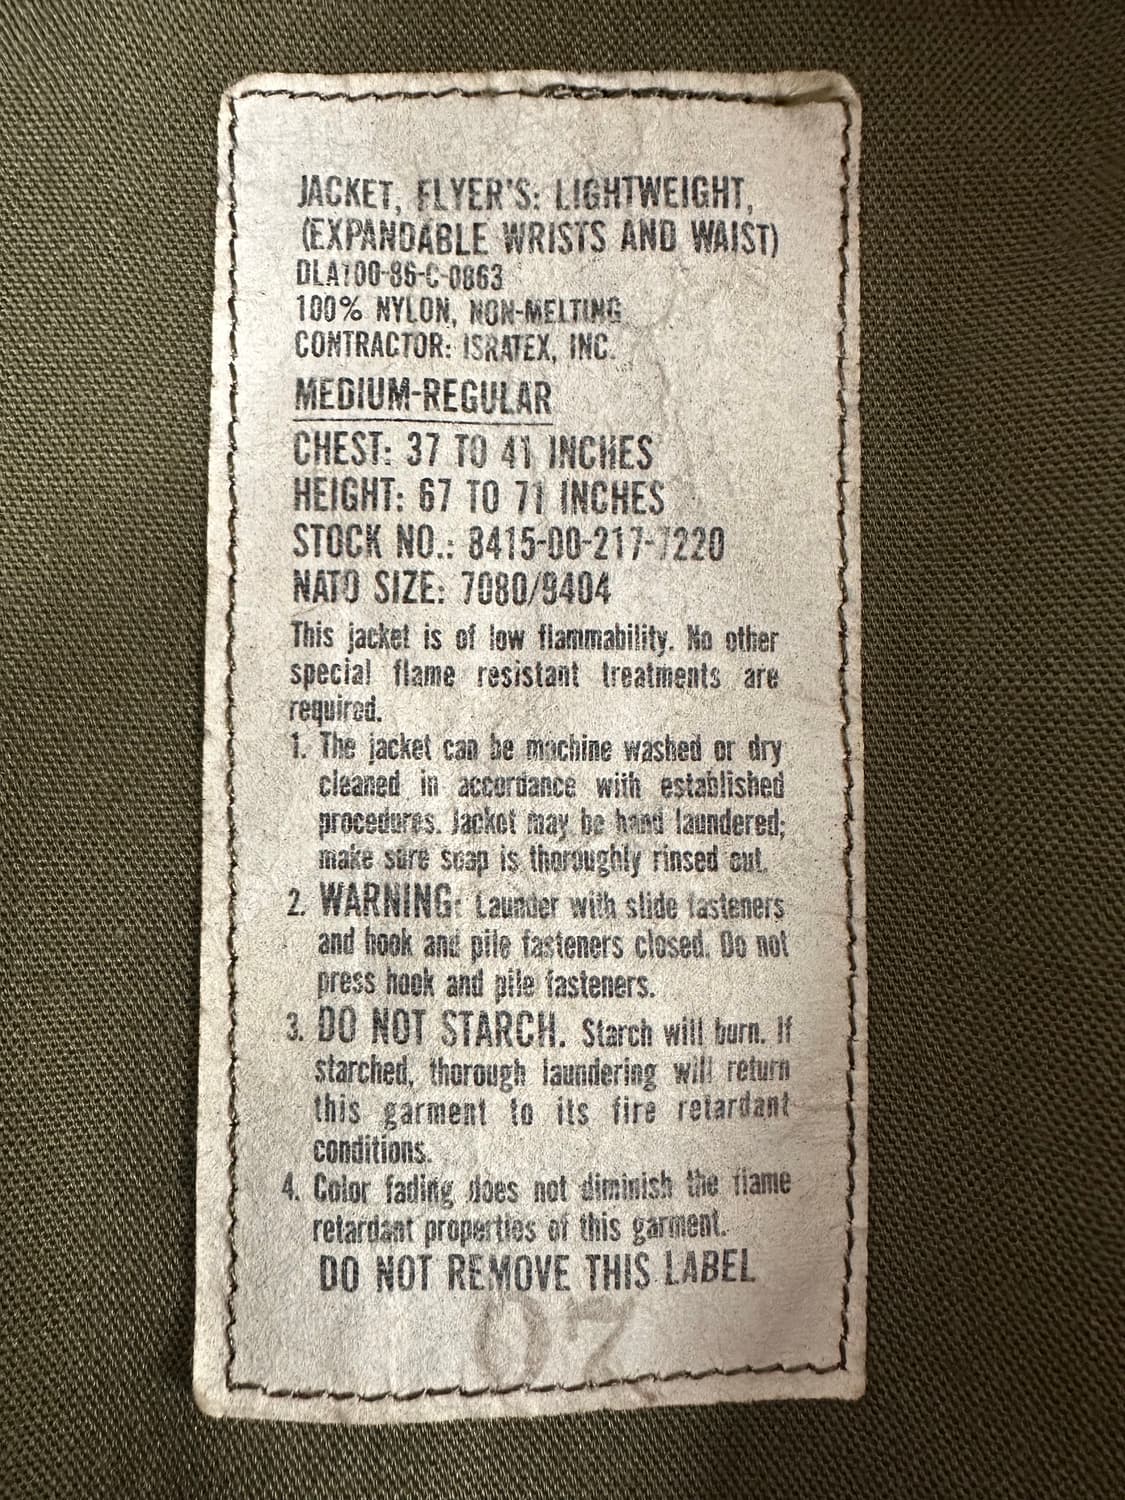 JACKET, FLYER'S: LIGHTWEIGHT,
(EXPANDABLE WRISTS AND WAIST)
DLA100-86-C-0863
100% NYLON, NON-MELTING
CONTRACTOR: ISRATEX, INC.
MEDIUM-REGULAR
CHEST: 37 TO 41 INCHES
HEIGHT: 67 TO 71 INCHES
STOCK NO.: 8415-00-217-7220
NATO SIZE: 7080/9404
This jacket is of low flammability. No other
special flame resistant treatments are
required.
1. The jacket can be machine washed or dry
cleaned in accordance with established
procedures. Jacket may be hand laundered;
make sure soap is thoroughly rinsed out.
2. WARNING: Launder with slide fasteners
and hook and pile fasteners closed. Do not
press hook and pile fasteners.
3. DO NOT STARCH. Starch will burn. If
starched, thorough laundering will return
this garment to its fire retardant
conditions.
4. Color fading does not diminish the flame
retardant properties of this garment.
DO NOT REMOVE THIS LABEL
07